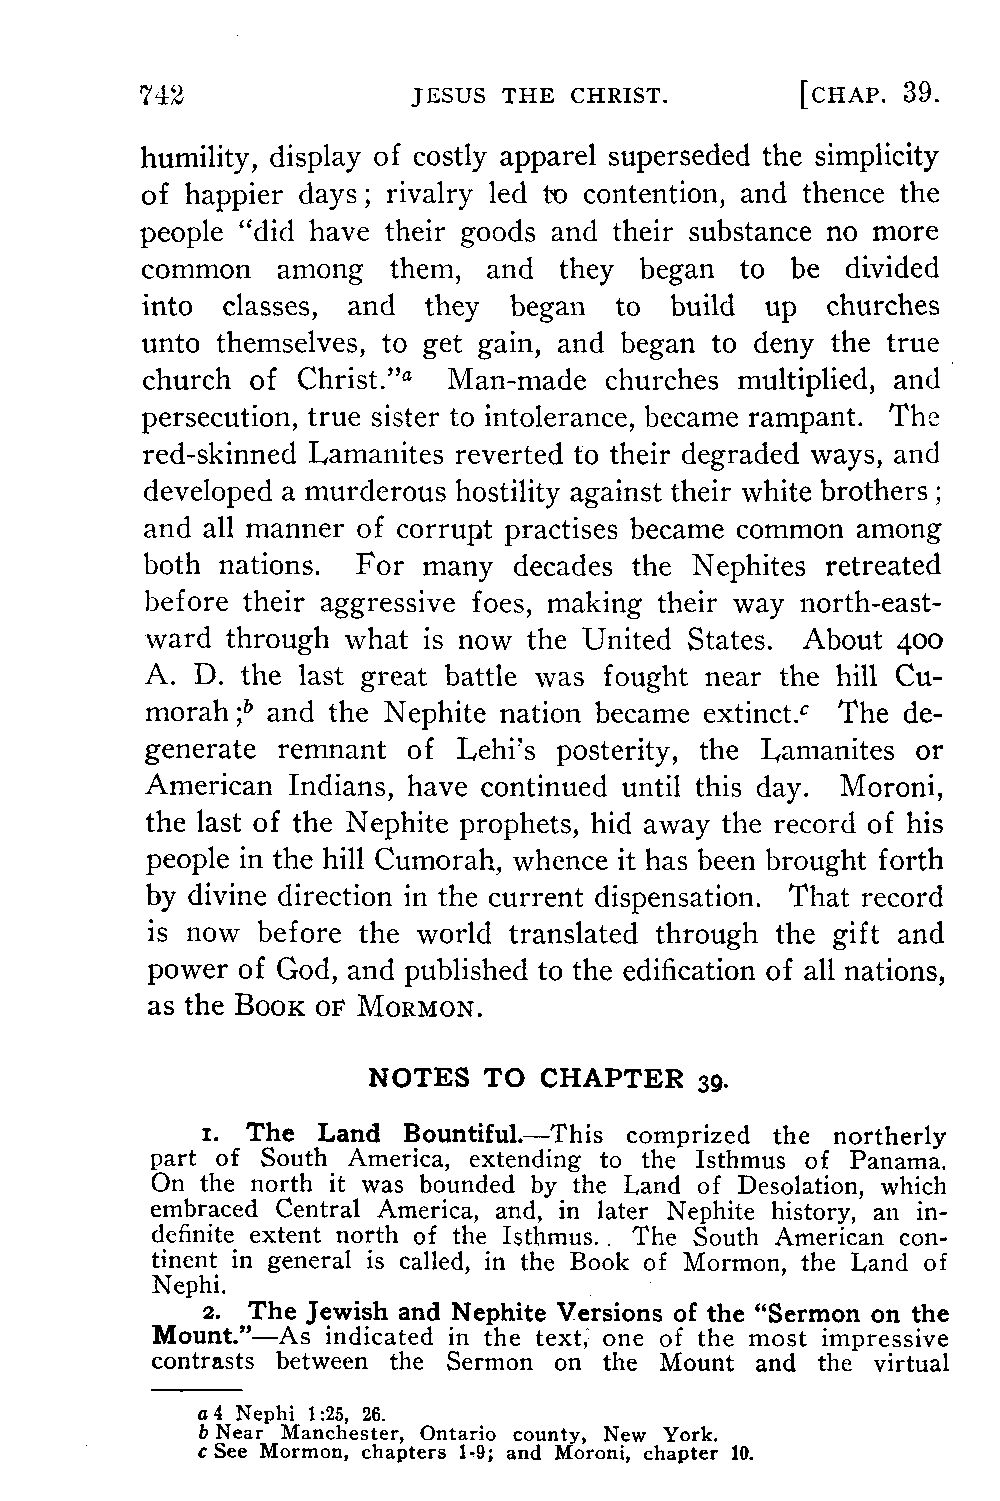 742 JESUS THE CHRIST. [CHAP. 39.
humility, display of costly apparel superseded the simplicity
of happier days; rivalry led to contention, and thence the
people "did have their goods and their substance no more
common among them, and they began to be divided
into classes, and they began to build up churches
unto themselves, to get gain, and began to deny the true
church of Christ."a Man-made churches multiplied, and
persecution, true sister to intolerance, became rampant. The
red-skinned Lamanites reverted to their degraded ways, and
developed a murderous hostility against their white brothers;
and all manner of corrupt practises became common among
both nations. For many decades the Nephites retreated
before their aggressive foes, making their way north-east-
ward through what is now the United States. About 400
A. D. the last great battle was fought near the hill Cu-
morah;b and the Nephite nation became extinct.c The de-
generate remnant of Lehi's posterity, the Lamanites or
American Indians, have continued until this day. Moroni,
the last of the Nephite prophets, hid away the record of his
people in the hill Cumorah, whence it has been brought forth
by divine direction in the current dispensation. That record
is now before the world translated through the gift and
power of God, and published to the edification of all nations,
as the BOOK OF MORMON.
NOTES TO CHAPTER 39.
1. The Land Bountiful.—This comprized the northerly
part of South America, extending to the Isthmus of Panama.
On the north it was bounded by the Land of Desolation, which
embraced Central America, and, in later Nephite history, an in-
definite extent north of the Isthmus. . The South American con-
tinent in general is called, in the Book of Mormon, the Land of
Nephi.
2. The Jewish and Nephite Versions of the "Sermon on the
Mount."—As indicated in the text, one of the most impressive
contrasts between the Sermon on the Mount and the virtual
a 4 Nephi 1:25, 26.
b Near Manchester, Ontario county, New York.
c See Mormon, chapters 1-9; and Moroni, chapter 10.